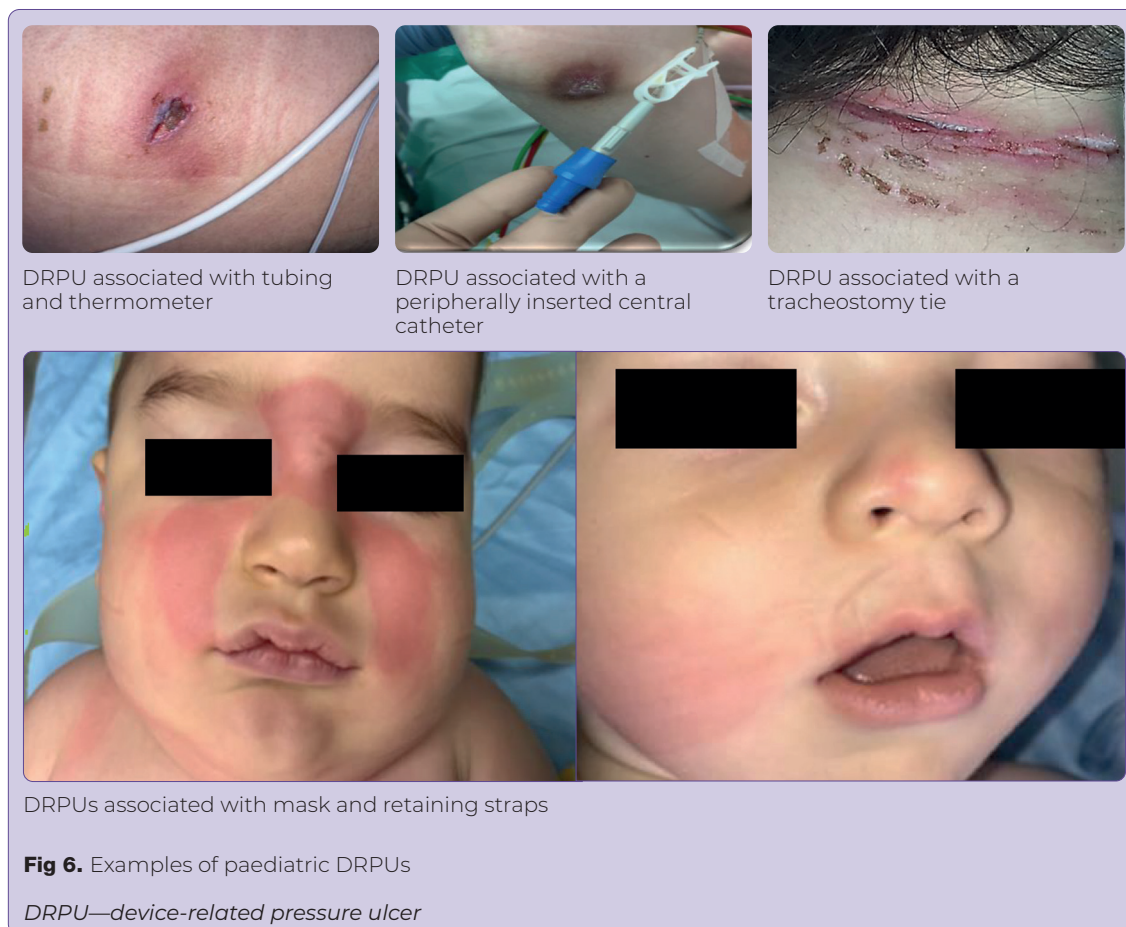 DRPU associated with tubing
and thermometer
DRPU associated with a
peripherally inserted central
catheter
DRPU associated with a
tracheostomy tie
DRPUs associated with mask and retaining straps
Fig 6. Examples of paediatric DRPUs
DRPU—device-related pressure ulcer